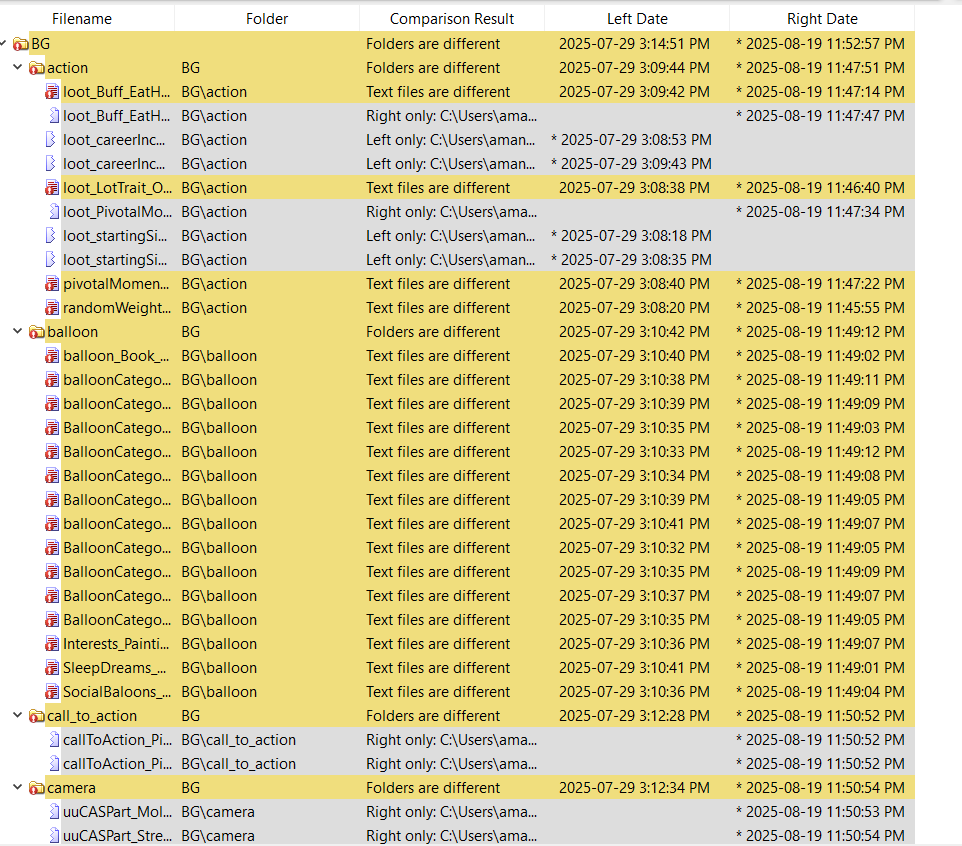 Filename Folder Comparison Result Left Date Right Date
BG Folders are different 2025-07-29 3:14:51 PM * 2025-08-19 11:52:57 PM
action BG Folders are different 2025-07-29 3:09:44 PM * 2025-08-19 11:47:51 PM
loot_Buff_EatH... BG\action Text files are different 2025-07-29 3:09:42 PM * 2025-08-19 11:47:14 PM
loot_Buff_EatH... BG\action Right only: C:\Users\ama... * 2025-08-19 11:47:47 PM
loot_careerInc... BG\action Left only: C:\Users\aman... * 2025-07-29 3:08:53 PM
loot_careerInc... BG\action Left only: C:\Users\aman... * 2025-07-29 3:09:43 PM
loot_LotTrait_O... BG\action Text files are different 2025-07-29 3:08:38 PM * 2025-08-19 11:46:40 PM
loot_PivotalMo... BG\action Right only: C:\Users\ama... * 2025-08-19 11:47:34 PM
loot_startingSi... BG\action Left only: C:\Users\aman... * 2025-07-29 3:08:18 PM
loot_startingSi... BG\action Left only: C:\Users\aman... * 2025-07-29 3:08:35 PM
pivotalMomen... BG\action Text files are different 2025-07-29 3:08:40 PM * 2025-08-19 11:47:22 PM
randomWeight... BG\action Text files are different 2025-07-29 3:08:20 PM * 2025-08-19 11:45:55 PM
balloon BG Folders are different 2025-07-29 3:10:42 PM * 2025-08-19 11:49:12 PM
balloon_Book_... BG\balloon Text files are different 2025-07-29 3:10:40 PM * 2025-08-19 11:49:02 PM
balloonCatego... BG\balloon Text files are different 2025-07-29 3:10:38 PM * 2025-08-19 11:49:11 PM
balloonCatego... BG\balloon Text files are different 2025-07-29 3:10:39 PM * 2025-08-19 11:49:09 PM
balloonCatego... BG\balloon Text files are different 2025-07-29 3:10:35 PM * 2025-08-19 11:49:03 PM
BalloonCatego... BG\balloon Text files are different 2025-07-29 3:10:33 PM * 2025-08-19 11:49:12 PM
BalloonCatego... BG\balloon Text files are different 2025-07-29 3:10:34 PM * 2025-08-19 11:49:08 PM
BalloonCatego... BG\balloon Text files are different 2025-07-29 3:10:39 PM * 2025-08-19 11:49:05 PM
BalloonCatego... BG\balloon Text files are different 2025-07-29 3:10:41 PM * 2025-08-19 11:49:07 PM
BalloonCatego... BG\balloon Text files are different 2025-07-29 3:10:32 PM * 2025-08-19 11:49:05 PM
BalloonCatego... BG\balloon Text files are different 2025-07-29 3:10:35 PM * 2025-08-19 11:49:09 PM
BalloonCatego... BG\balloon Text files are different 2025-07-29 3:10:37 PM * 2025-08-19 11:49:07 PM
BalloonCatego... BG\balloon Text files are different 2025-07-29 3:10:35 PM * 2025-08-19 11:49:05 PM
Interests_Painti... BG\balloon Text files are different 2025-07-29 3:10:36 PM * 2025-08-19 11:49:07 PM
SleepDreams_... BG\balloon Text files are different 2025-07-29 3:10:41 PM * 2025-08-19 11:49:01 PM
SocialBaloons_... BG\balloon Text files are different 2025-07-29 3:10:36 PM * 2025-08-19 11:49:04 PM
call_to_action BG Folders are different 2025-07-29 3:12:28 PM * 2025-08-19 11:50:52 PM
callToAction_Pi... BG\call_to_action Right only: C:\Users\ama... * 2025-08-19 11:50:52 PM
callToAction_Pi... BG\call_to_action Right only: C:\Users\ama... * 2025-08-19 11:50:52 PM
camera BG Folders are different 2025-07-29 3:12:34 PM * 2025-08-19 11:50:54 PM
uuCASPart_Mol... BG\camera Right only: C:\Users\ama... * 2025-08-19 11:50:53 PM
uuCASPart_Stre... BG\camera Right only: C:\Users\ama... * 2025-08-19 11:50:54 PM